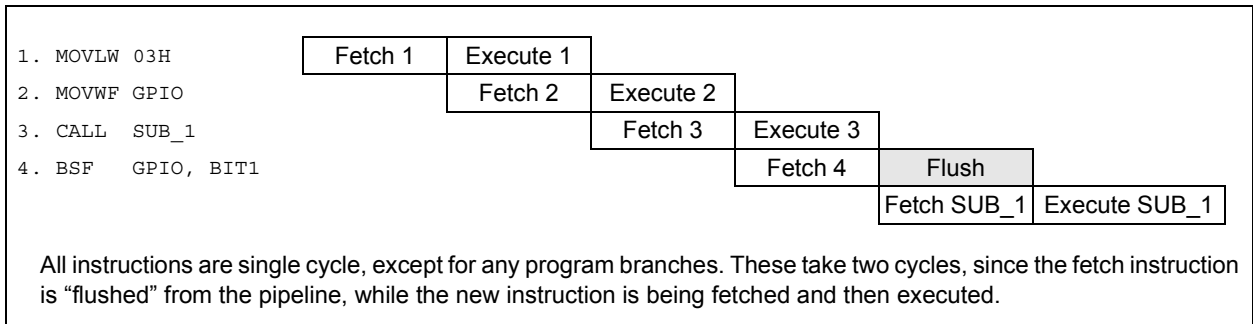 1. MOVLW 03H Fetch 1 Execute 1
2. MOVWF GPIO Fetch 2 Execute 2
3. CALL SUB_1 Fetch 3 Execute 3
4. BSF GPIO, BIT1 Fetch 4 Flush
Fetch SUB_1 Execute SUB_1
All instructions are single cycle, except for any program branches. These take two cycles, since the fetch instruction
is “flushed” from the pipeline, while the new instruction is being fetched and then executed.